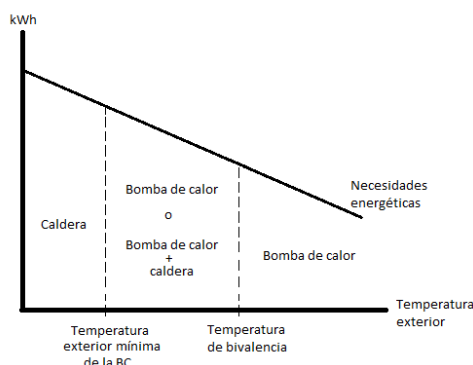 kWh
Necesidades
energéticas
Bomba de calor
o
Bomba de calor
+
caldera
Caldera
Bomba de calor
Temperatura
exterior
Temperatura
exterior mínima
de la BC
Temperatura
de bivalencia